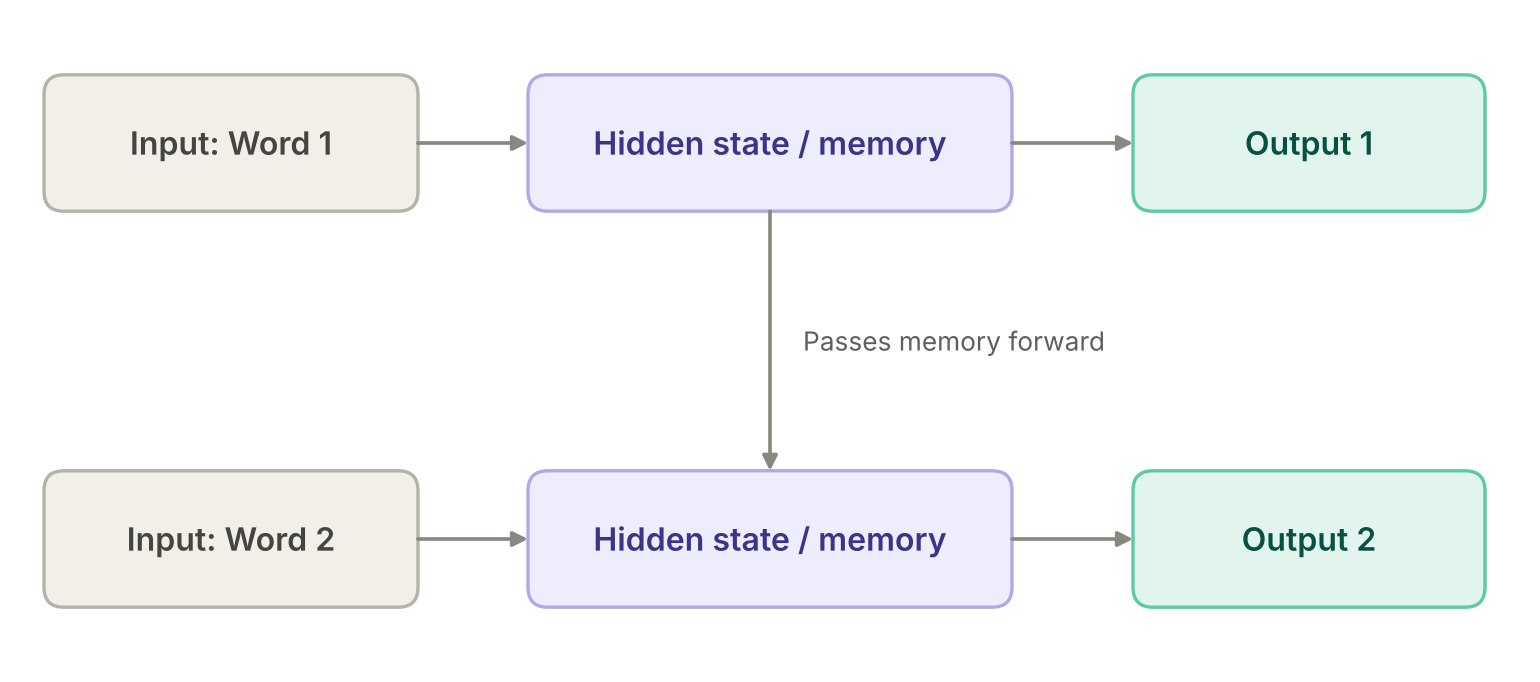 Input: Word 1
Hidden state / memory
Output 1
Passes memory forward
Input: Word 2
Hidden state / memory
Output 2